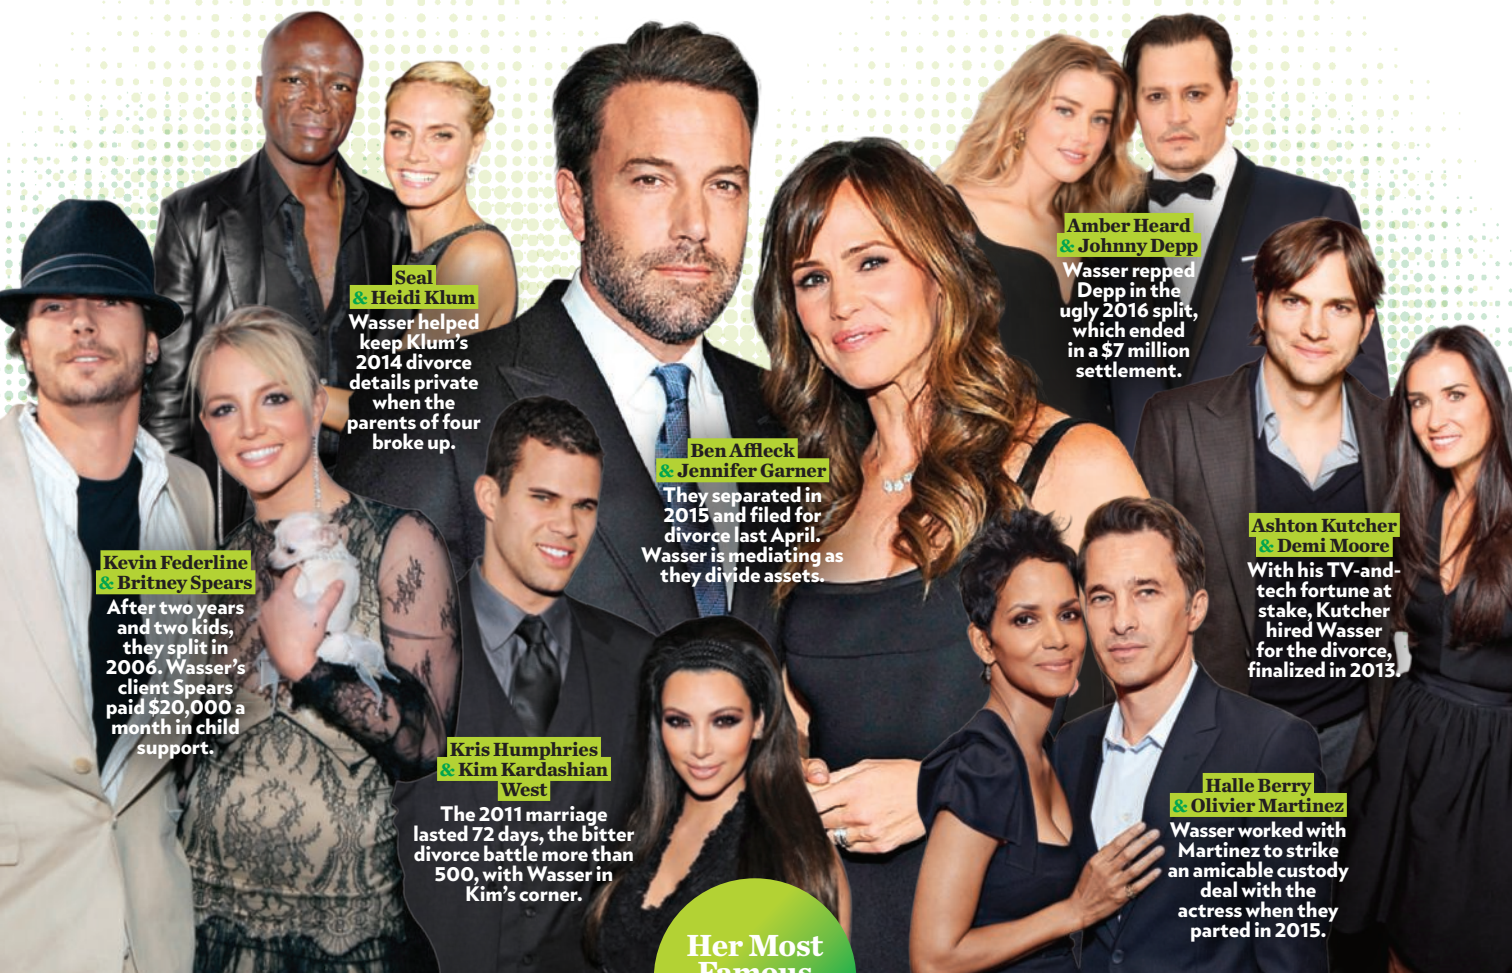 Seal
& Heidi Klum
Wasser helped
keep Klum's
2014 divorce
details private
when the
parents of four
broke up.
Amber Heard
& Johnny Depp
Wasser repped
Depp in the
ugly 2016 split,
which ended
in a $7 million
settlement.
Ben Affleck
& Jennifer Garner
They separated in
2015 and filed for
divorce last April.
Wasser is mediating as
they divide assets.
Ashton Kutcher
& Demi Moore
With his TV-and-
tech fortune at
stake, Kutcher
hired Wasser
for the divorce,
finalized in 2013.
Kevin Federline
& Britney Spears
After two years
and two kids,
they split in
2006. Wasser's
client Spears
paid $20,000 a
month in child
support.
Kris Humphries
& Kim Kardashian
West
The 2011 marriage
lasted 72 days, the bitter
divorce battle more than
500, with Wasser in
Kim's corner.
Halle Berry
& Olivier Martinez
Wasser worked with
Martinez to strike
an amicable custody
deal with the
actress when they
parted in 2015.
Her Most
Famous